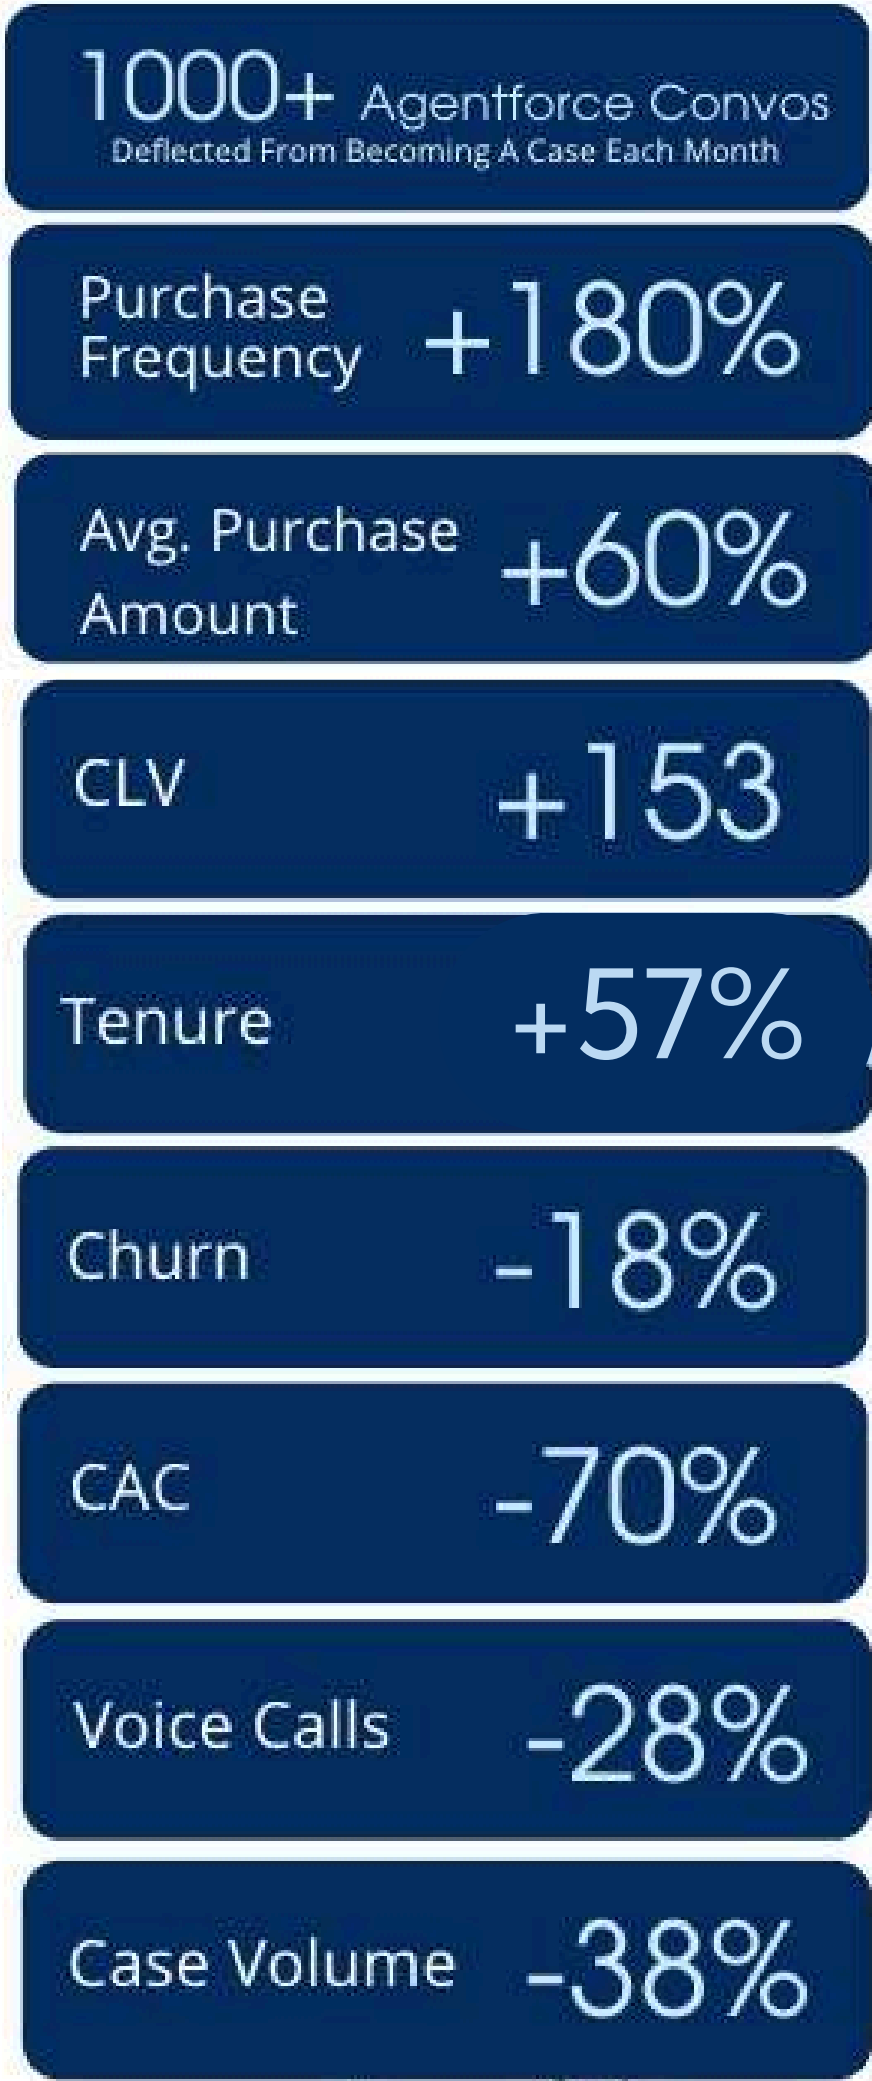 1000+ Agentforce Convos
Deflected From Becoming A Case Each Month
Purchase
Frequency +180%
Avg. Purchase
Amount +60%
CLV +153
Tenure +57%
Churn -18%
CAC -70%
Voice Calls -28%
Case Volume -38%